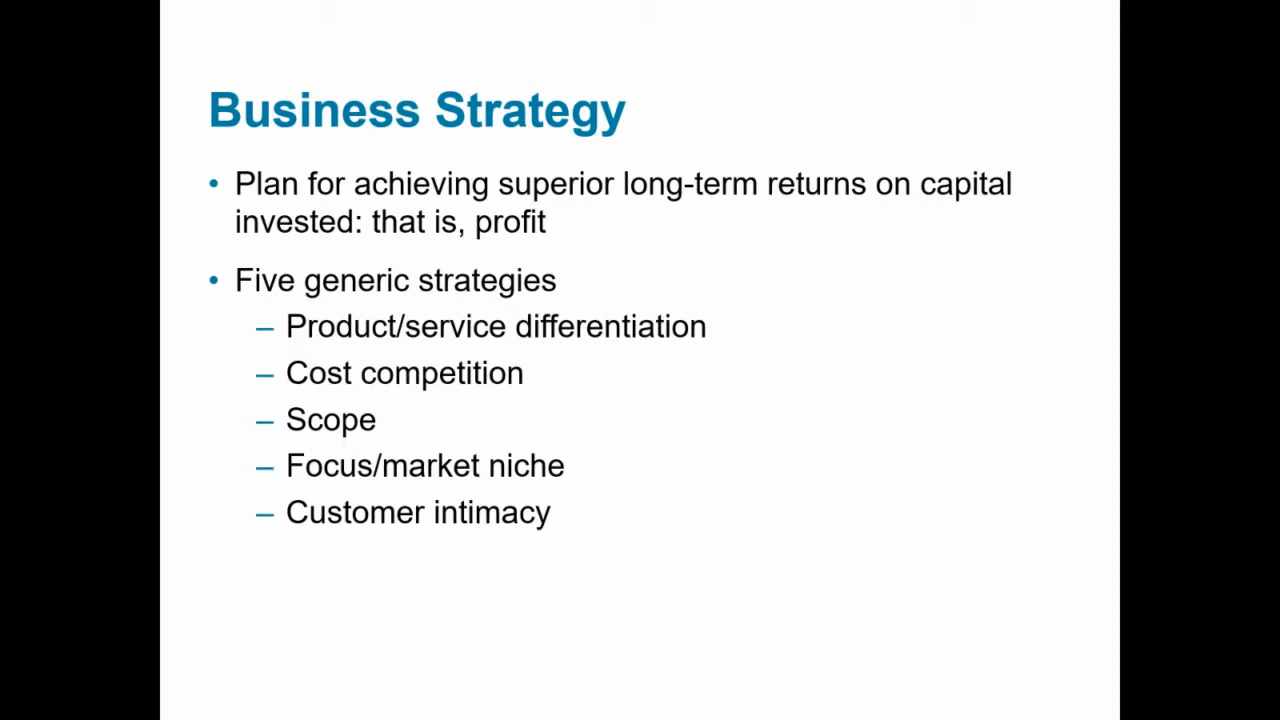 Business Strategy
• Plan for achieving superior long-term returns on capital
invested: that is, profit
• Five generic strategies
– Product/service differentiation
– Cost competition
– Scope
– Focus/market niche
– Customer intimacy